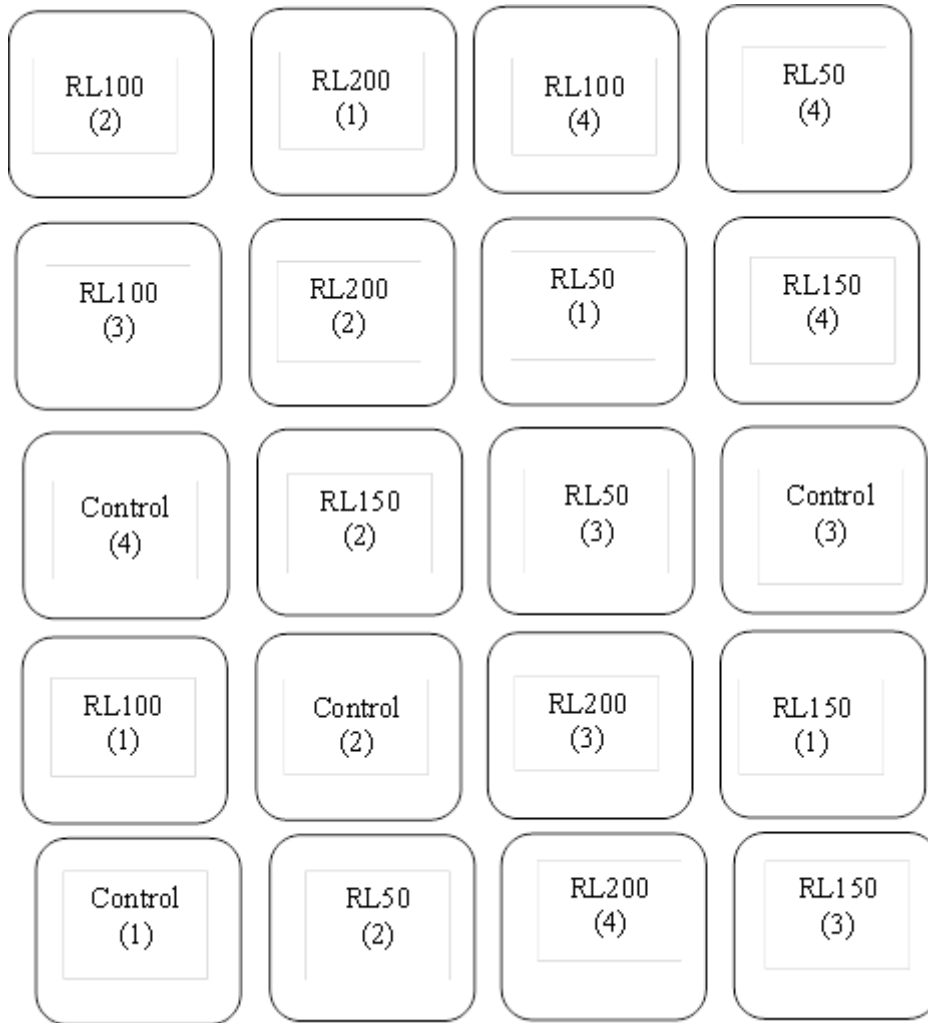 RL100
(2)
RL200
(1)
RL100
(4)
RL50
(4)
RL100
(3)
RL200
(2)
RL50
(1)
RL150
(4)
Control
(4)
RL150
(2)
RL50
(3)
Control
(3)
RL100
(1)
Control
(2)
RL200
(3)
RL150
(1)
Control
(1)
RL50
(2)
RL200
(4)
RL150
(3)